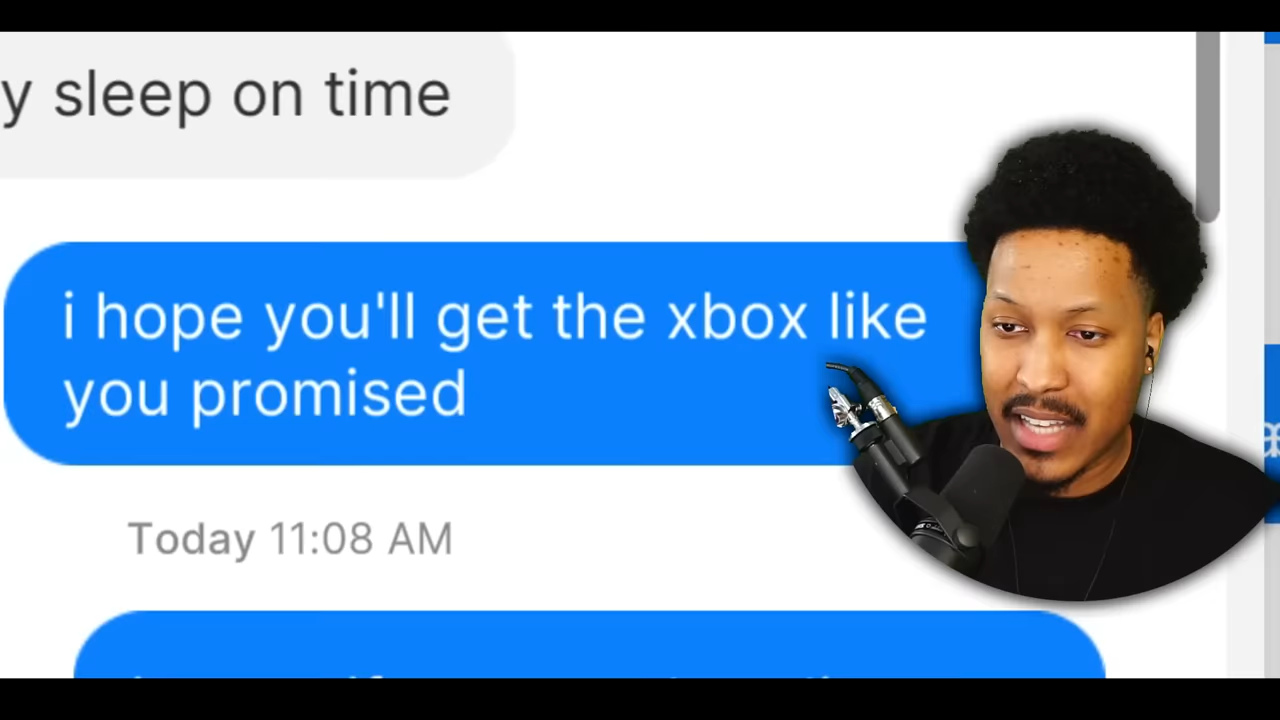 y sleep on time
i hope you'll get the xbox like
you promised
Today 11:08 AM